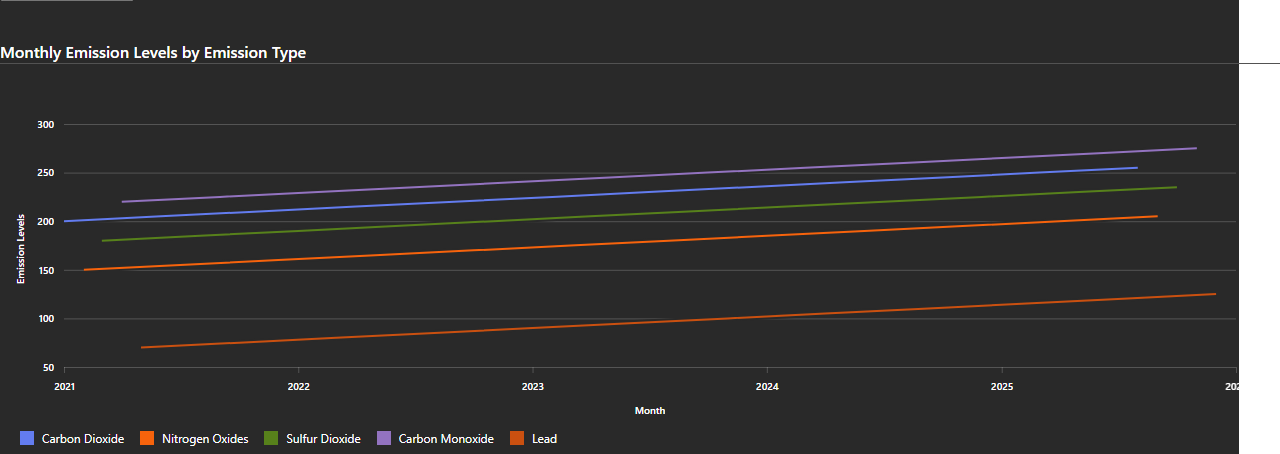 Monthly Emission Levels by Emission Type
300
250
200
150
100
50
Emission Levels
2021
2022
2023
2024
2025
Month
Carbon Dioxide
Nitrogen Oxides
Sulfur Dioxide
Carbon Monoxide
Lead